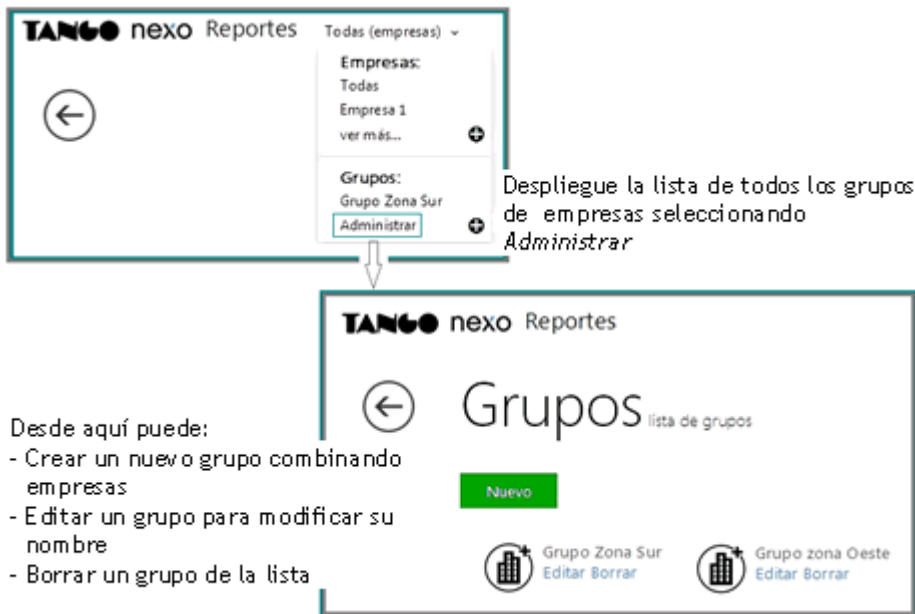 TANGO nexo Reportes Todas (empresas)
Empresas:
Todas
Empresa 1
ver más...
Grupos:
Grupo Zona Sur
Administrar
Despliegue la lista de todos los grupos
de empresas seleccionando
Administrar
TANGO nexo Reportes
Grupos lista de grupos
Nuevo
Grupo Zona Sur
Editar Borrar
Grupo zona Oeste
Editar Borrar
Desde aquí puede:
- Crear un nuevo grupo combinando
empresas
- Editar un grupo para modificar su
nombre
- Borrar un grupo de la lista